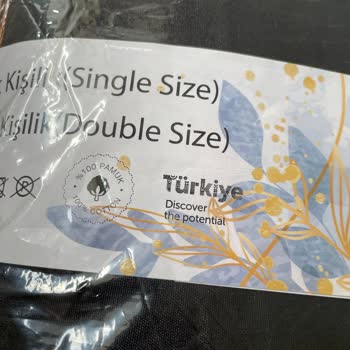 Kişilik (Single Size)
Kişilik (Double Size)
%100 PAMUK
100% COTTON
Türkiye
Discover
the potential